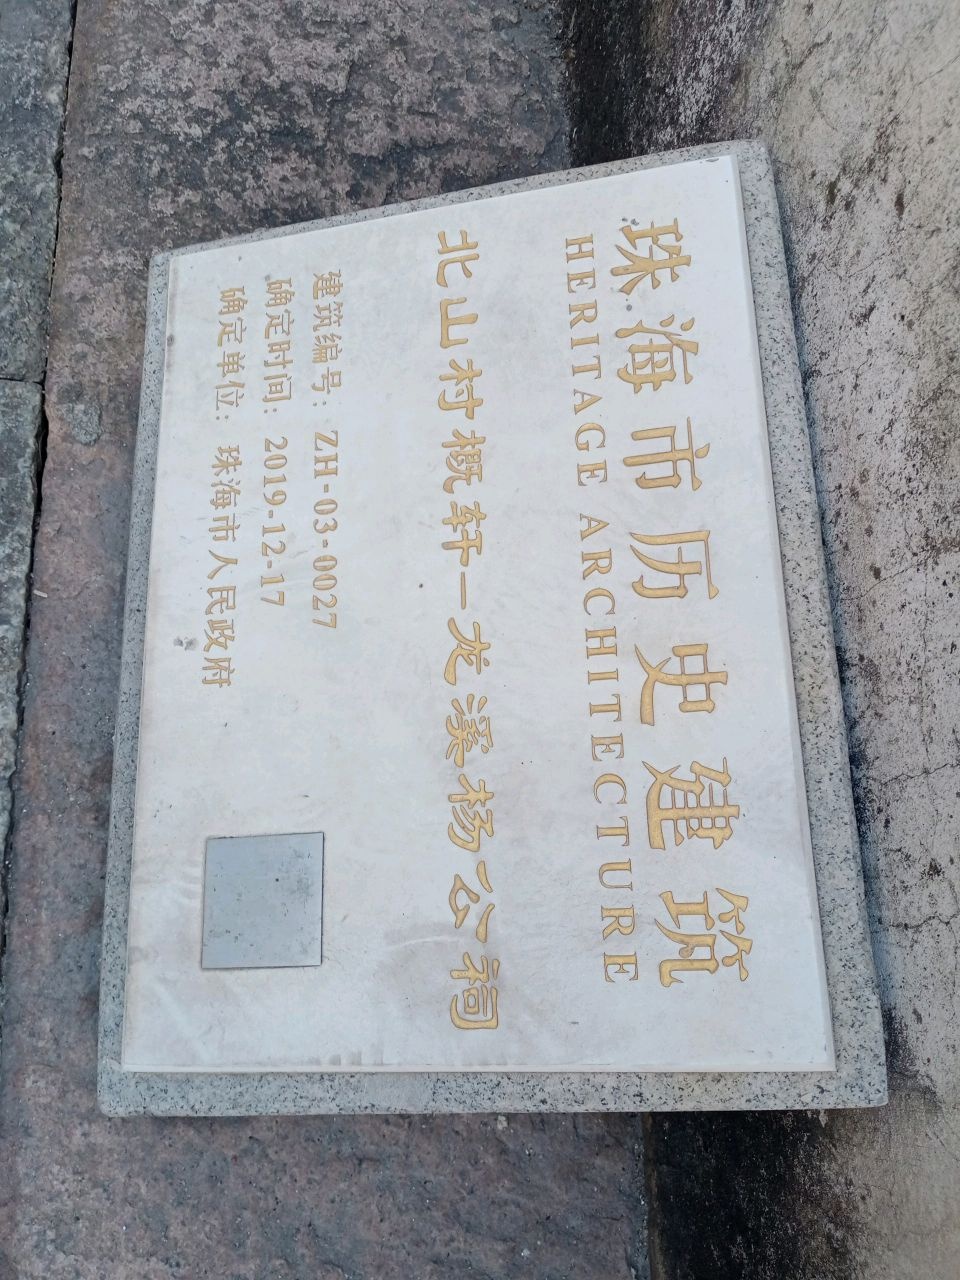 珠海市历史建筑
HERITAGE ARCHITECTURE
北山村概轩—龙溪杨公祠
建筑编号：ZH-03-0027
确定时间：2019-12-17
确定单位：珠海市人民政府